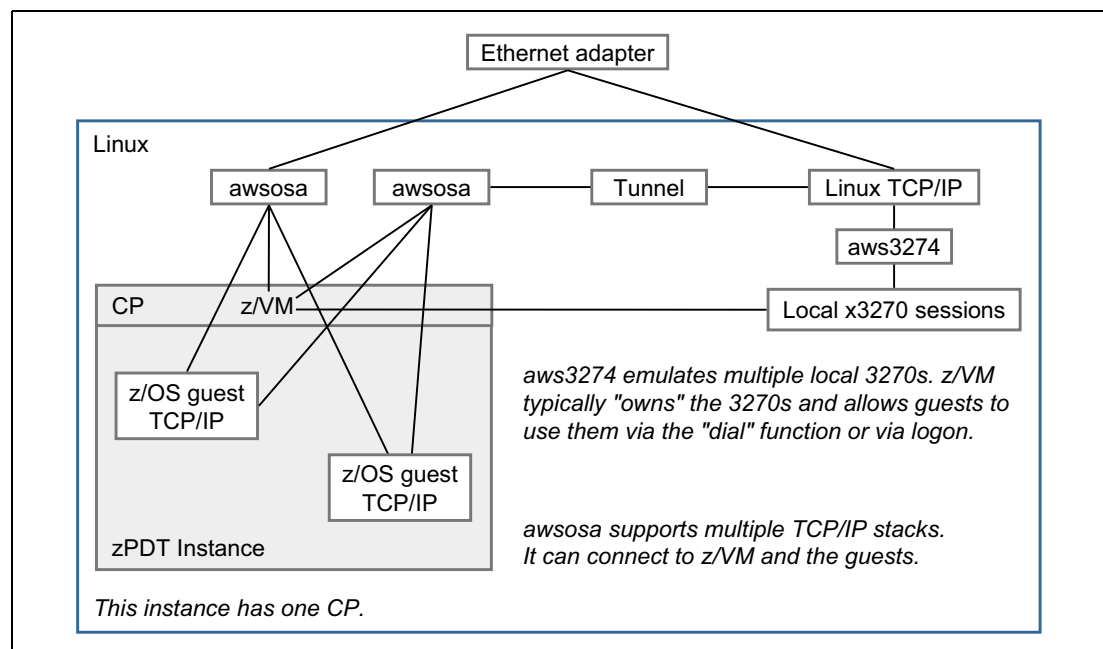 Ethernet adapter
Linux
awsosa
awsosa
Tunnel
Linux TCP/IP
aws3274
CP
z/VM
Local x3270 sessions
z/OS guest
TCP/IP
aws3274 emulates multiple local 3270s. z/VM
typically "owns" the 3270s and allows guests to
use them via the "dial" function or via logon.
z/OS guest
TCP/IP
awsosa supports multiple TCP/IP stacks.
It can connect to z/VM and the guests.
zPDT Instance
This instance has one CP.